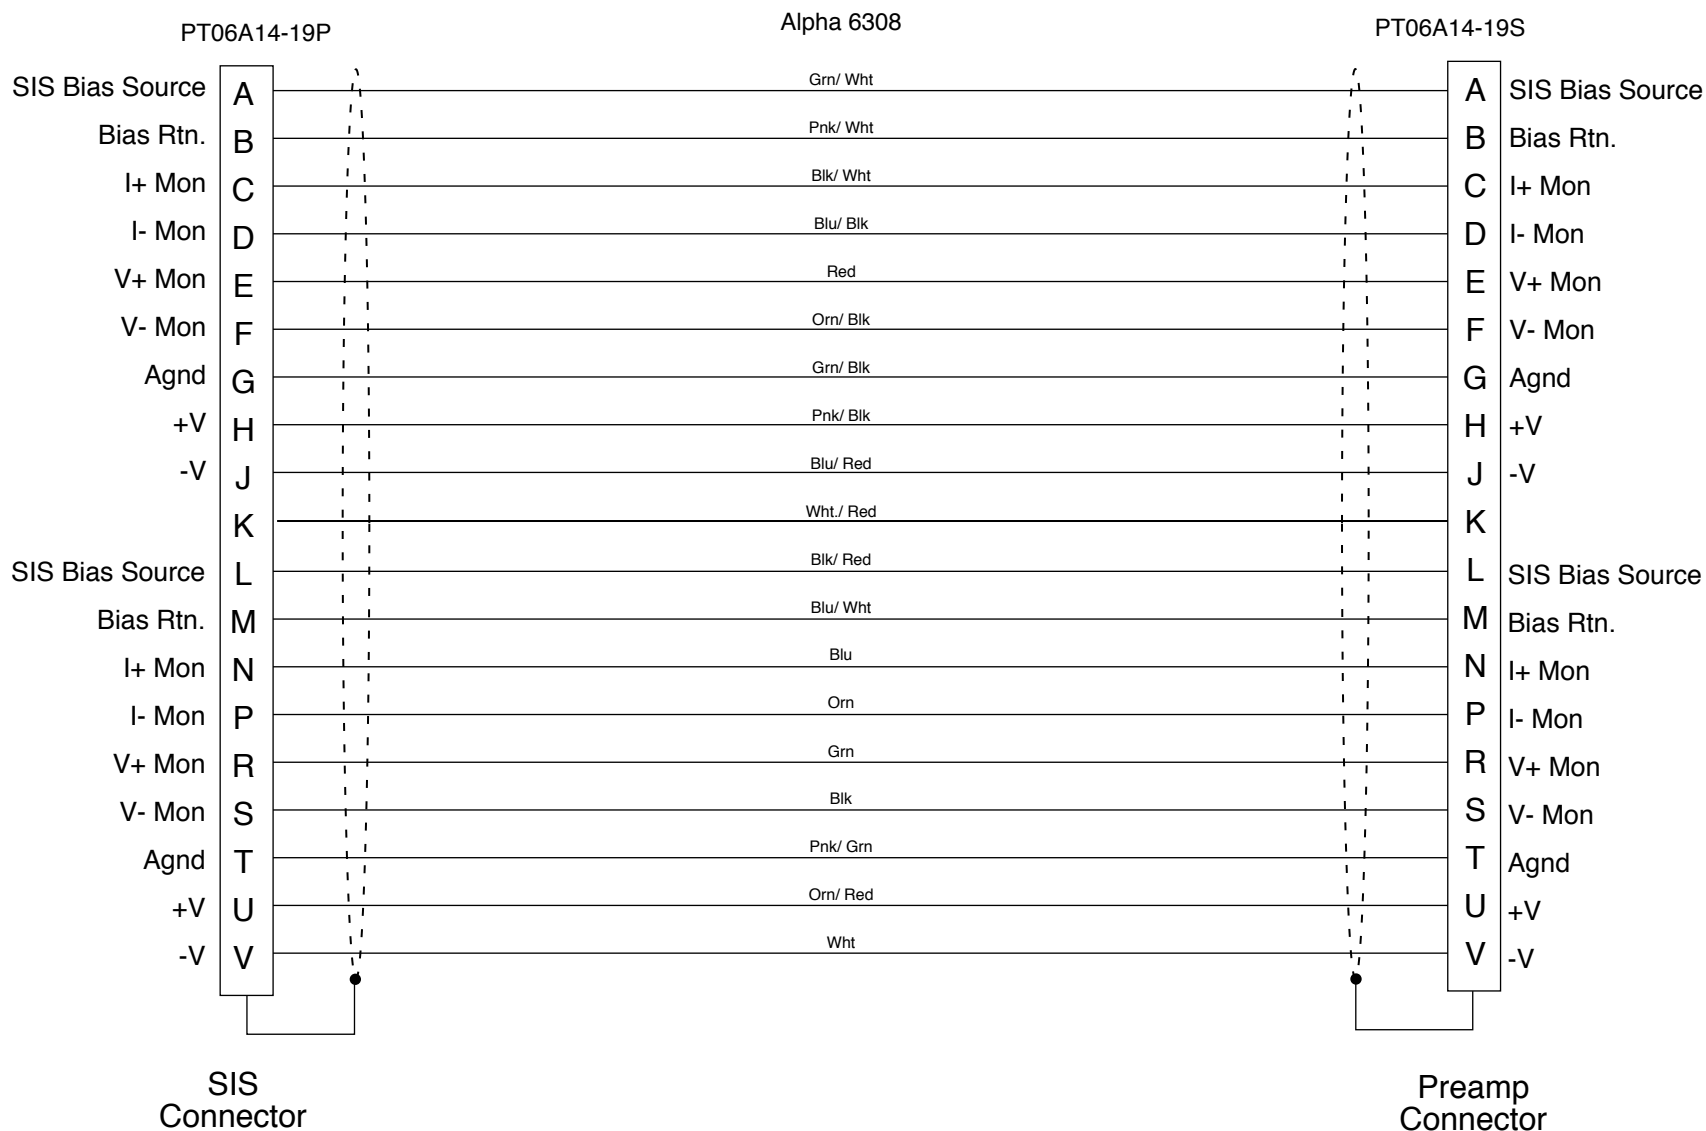 Alpha 6308
PT06A14-19P
PT06A14-19S
SIS Bias Source A Grn/ Wht A SIS Bias Source
Bias Rtn. B Pnk/ Wht B Bias Rtn.
I+ Mon C Blk/ Wht C I+ Mon
I- Mon D Blu/ Blk D I- Mon
V+ Mon E Red E V+ Mon
V- Mon F Orn/ Blk F V- Mon
Agnd G Grn/ Blk G Agnd
+V H Pnk/ Blk H +V
-V J Blu/ Red J -V
K Wht./ Red K
SIS Bias Source L Blk/ Red L SIS Bias Source
Bias Rtn. M Blu/ Wht M Bias Rtn.
I+ Mon N Blu N I+ Mon
I- Mon P Orn P I- Mon
V+ Mon R Grn R V+ Mon
V- Mon S Blk S V- Mon
Agnd T Pnk/ Grn T Agnd
+V U Orn/ Red U +V
-V V Wht V -V
SIS
Connector
Preamp
Connector